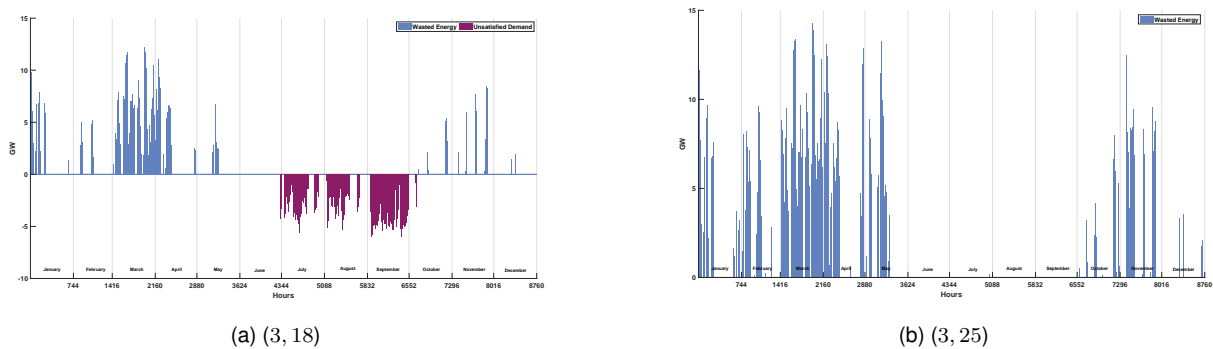 Wasted Energy Unsatisfied Demand
15
10
5
0
-5
-10
GW
January February March April May June July August September October November December
744 1416 2160 2880 3624 4344 5088 5832 6552 7296 8016 8760
Hours
(a) (3, 18)
Wasted Energy
15
10
5
0
GW
January February March April May June July August September October November December
744 1416 2160 2880 3624 4344 5088 5832 6552 7296 8016 8760
Hours
(b) (3, 25)